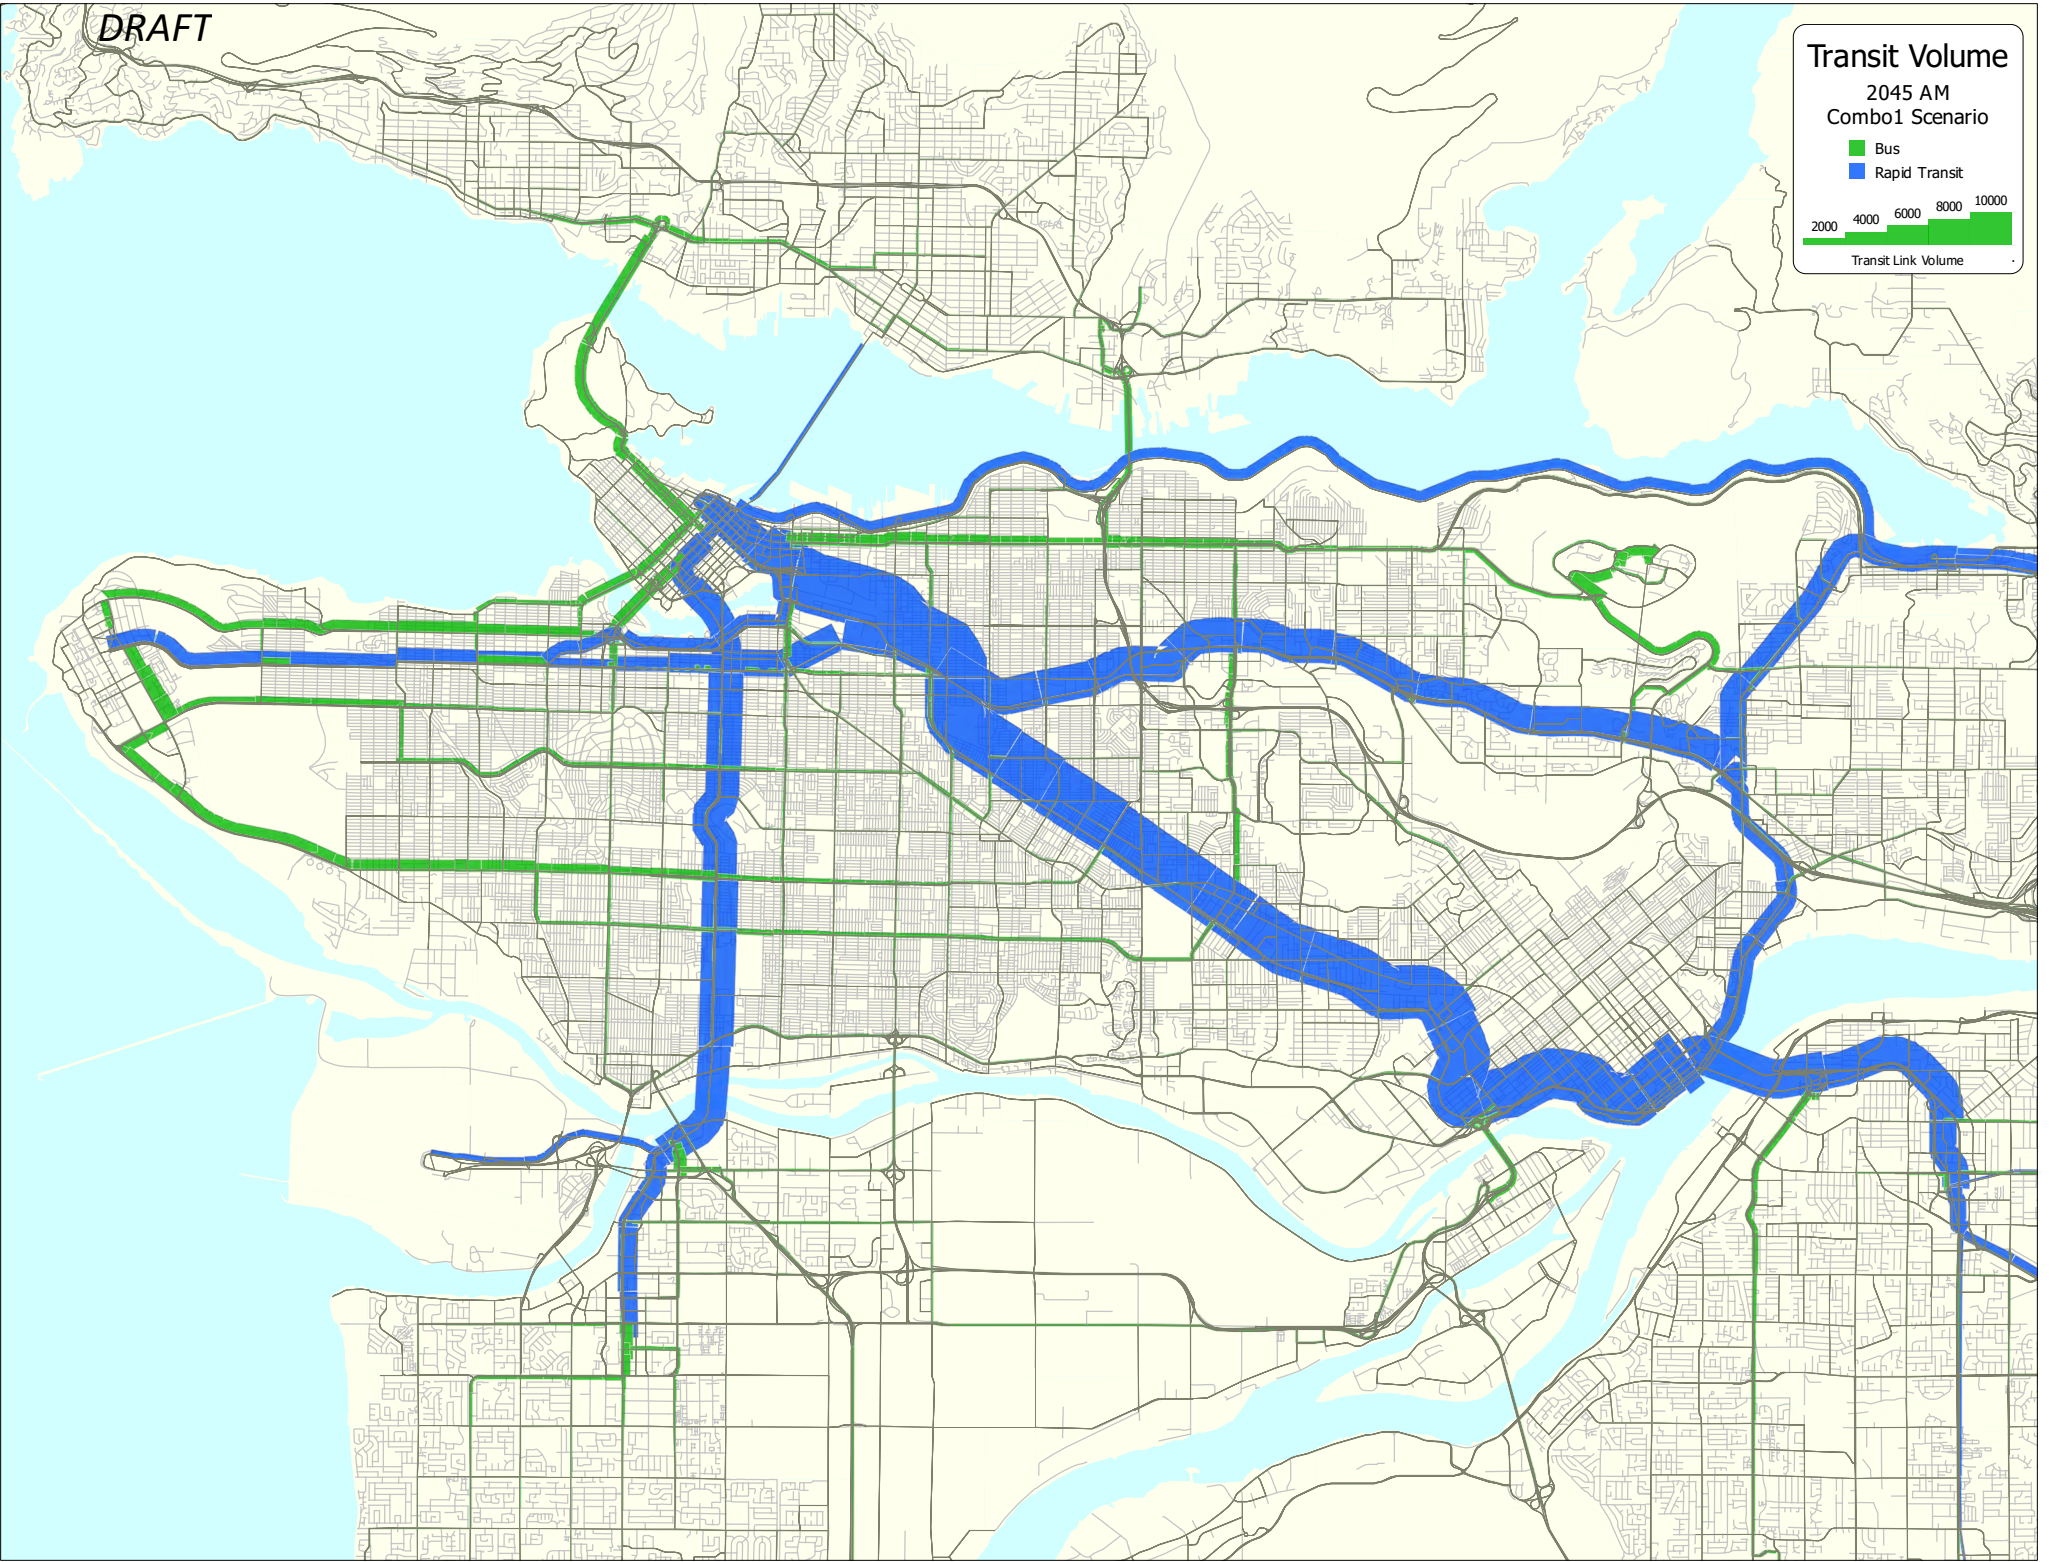 DRAFT
Transit Volume
2045 AM
Combo1 Scenario
Bus
Rapid Transit
2000 4000 6000 8000 10000
Transit Link Volume